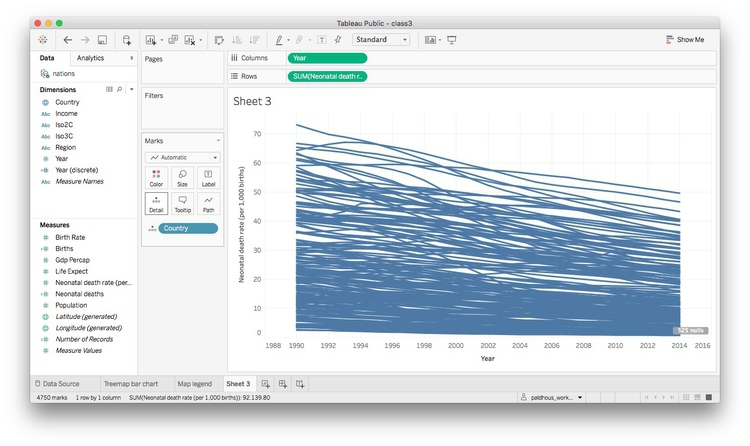 Tableau Public - class3
Standard
Show Me
Data
Analytics
nations
Dimensions
Country
Abc Income
Abc Iso2C
Abc Iso3C
Abc Region
Year
Abc Year (discrete)
Abc Measure Names
Measures
Birth Rate
Births
Gdp Percap
Life Expect
Neonatal death rate (per...
Neonatal deaths
Population
Latitude (generated)
Longitude (generated)
Number of Records
Measure Values
Pages
Filters
Marks
Automatic
Color
Size
Label
Detail
Tooltip
Path
Country
Columns
Year
Rows
SUM(Neonatal death r..
Sheet 3
Neonatal death rate (per 1,000 births)
70
60
50
40
30
20
10
0
525 nulls
1988 1990 1992 1994 1996 1998 2000 2002 2004 2006 2008 2010 2012 2014 2016
Year
Data Source
Treemap bar chart
Map legend
Sheet 3
4750 marks
1 row by 1 column
SUM(Neonatal death rate (per 1,000 births)): 92,139.80
paldhous_work...